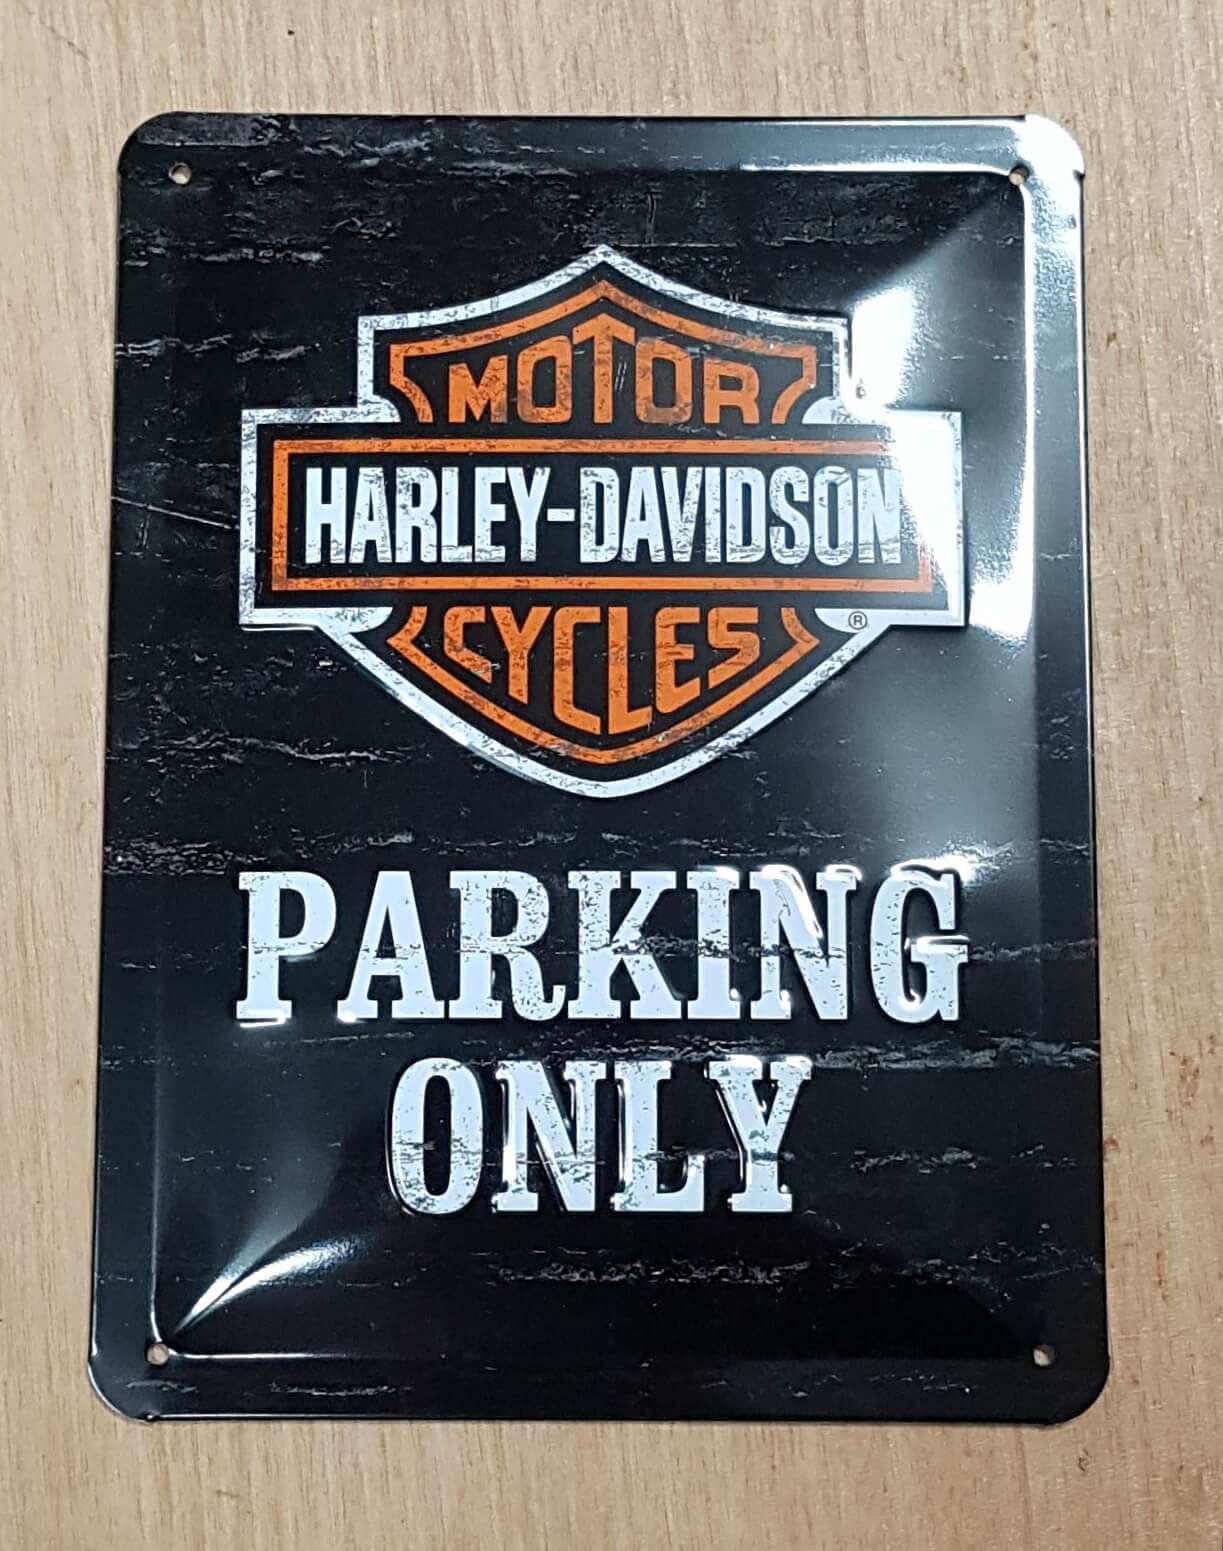 MOTOR
HARLEY-DAVIDSON
CYCLES
®
PARKING
ONLY